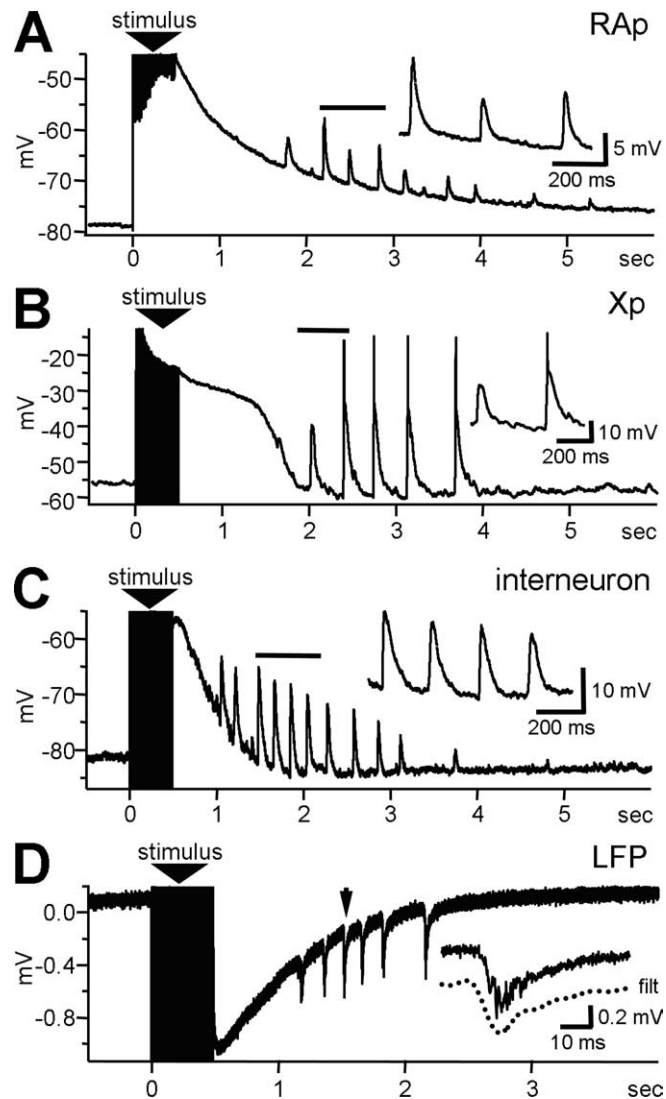 A stimulus RAp
-50
-60
-70
-80
mV
5 mV
200 ms
0 1 2 3 4 5 sec
B stimulus Xp
-20
-30
-40
-50
-60
mV
10 mV
200 ms
0 1 2 3 4 5 sec
C stimulus interneuron
-60
-70
-80
mV
10 mV
200 ms
0 1 2 3 4 5 sec
D stimulus LFP
0.0
-0.4
-0.8
mV
filt
0.2 mV
10 ms
0 1 2 3 sec